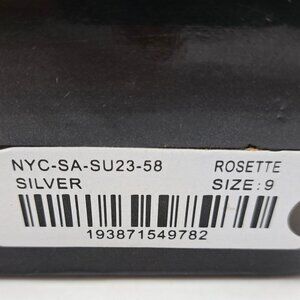 NYC-SA-SU23-58 ROSETTE
SILVER SIZE:9
193871549782